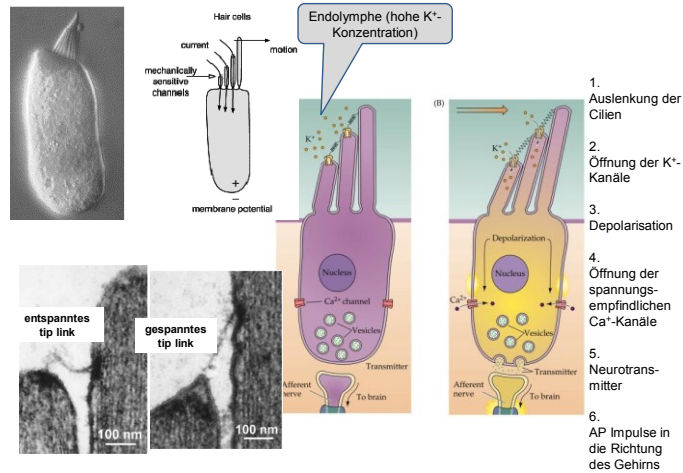 Hair cells
current
motion
mechanically
sensitive
channels
+
−
membrane potential
Endolymphe (hohe K⁺-
Konzentration)
K⁺
Nucleus
Ca²⁺ channel
Vesicles
Transmitter
Afferent
nerve
To brain
(B)
K⁺
Depolarization
Nucleus
Ca²⁺
Vesicles
Transmitter
Afferent
nerve
To brain
entspanntes
tip link
100 nm
gespanntes
tip link
100 nm
1.
Auslenkung der
Cilien
2.
Öffnung der K⁺-
Kanäle
3.
Depolarisation
4.
Öffnung der
spannungs-
empfindlichen
Ca⁺-Kanäle
5.
Neurotrans-
mitter
6.
AP Impulse in
die Richtung
des Gehirns